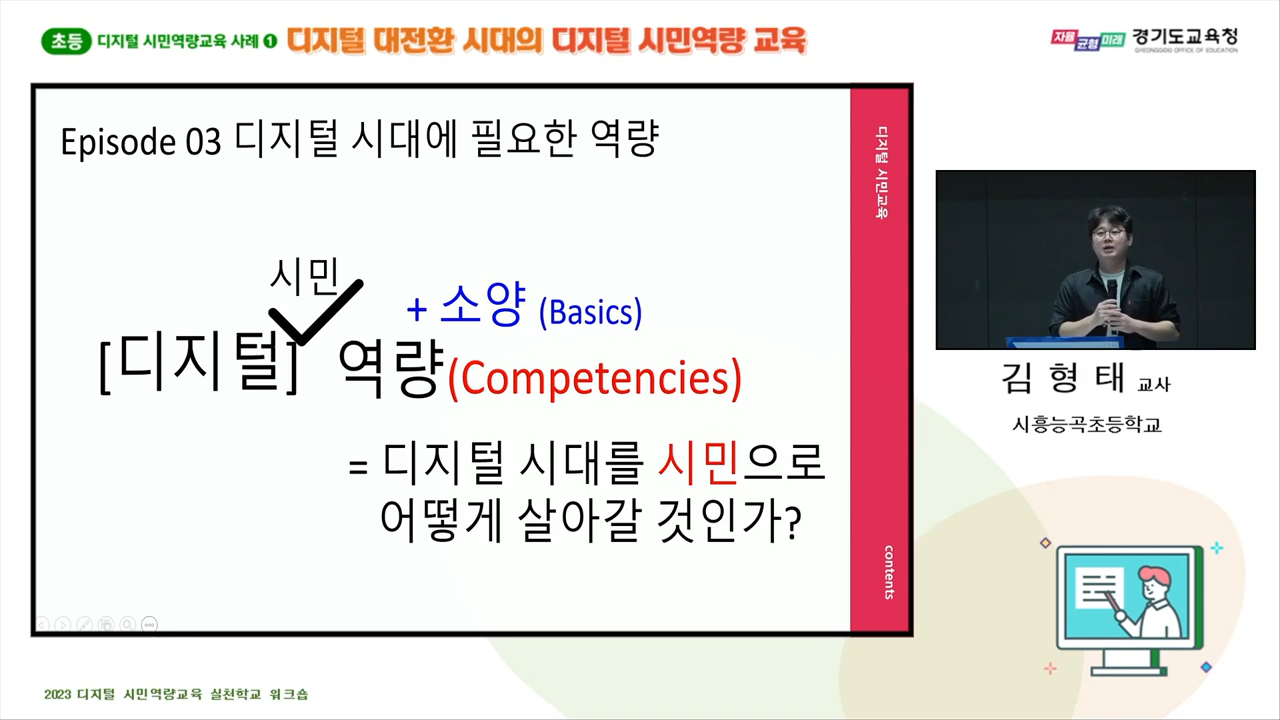 초등 디지털 시민역량교육 사례 ❶ 디지털 대전환 시대의 디지털 시민역량 교육
자율 균형 미래 경기도교육청
GYEONGGIDO OFFICE OF EDUCATION
Episode 03 디지털 시대에 필요한 역량
디지털 시민교육
시민
+ 소양 (Basics)
[디지털] 역량(Competencies)
= 디지털 시대를 시민으로
어떻게 살아갈 것인가?
contents
김 형 태 교사
시흥능곡초등학교
2023 디지털 시민역량교육 실천학교 워크숍